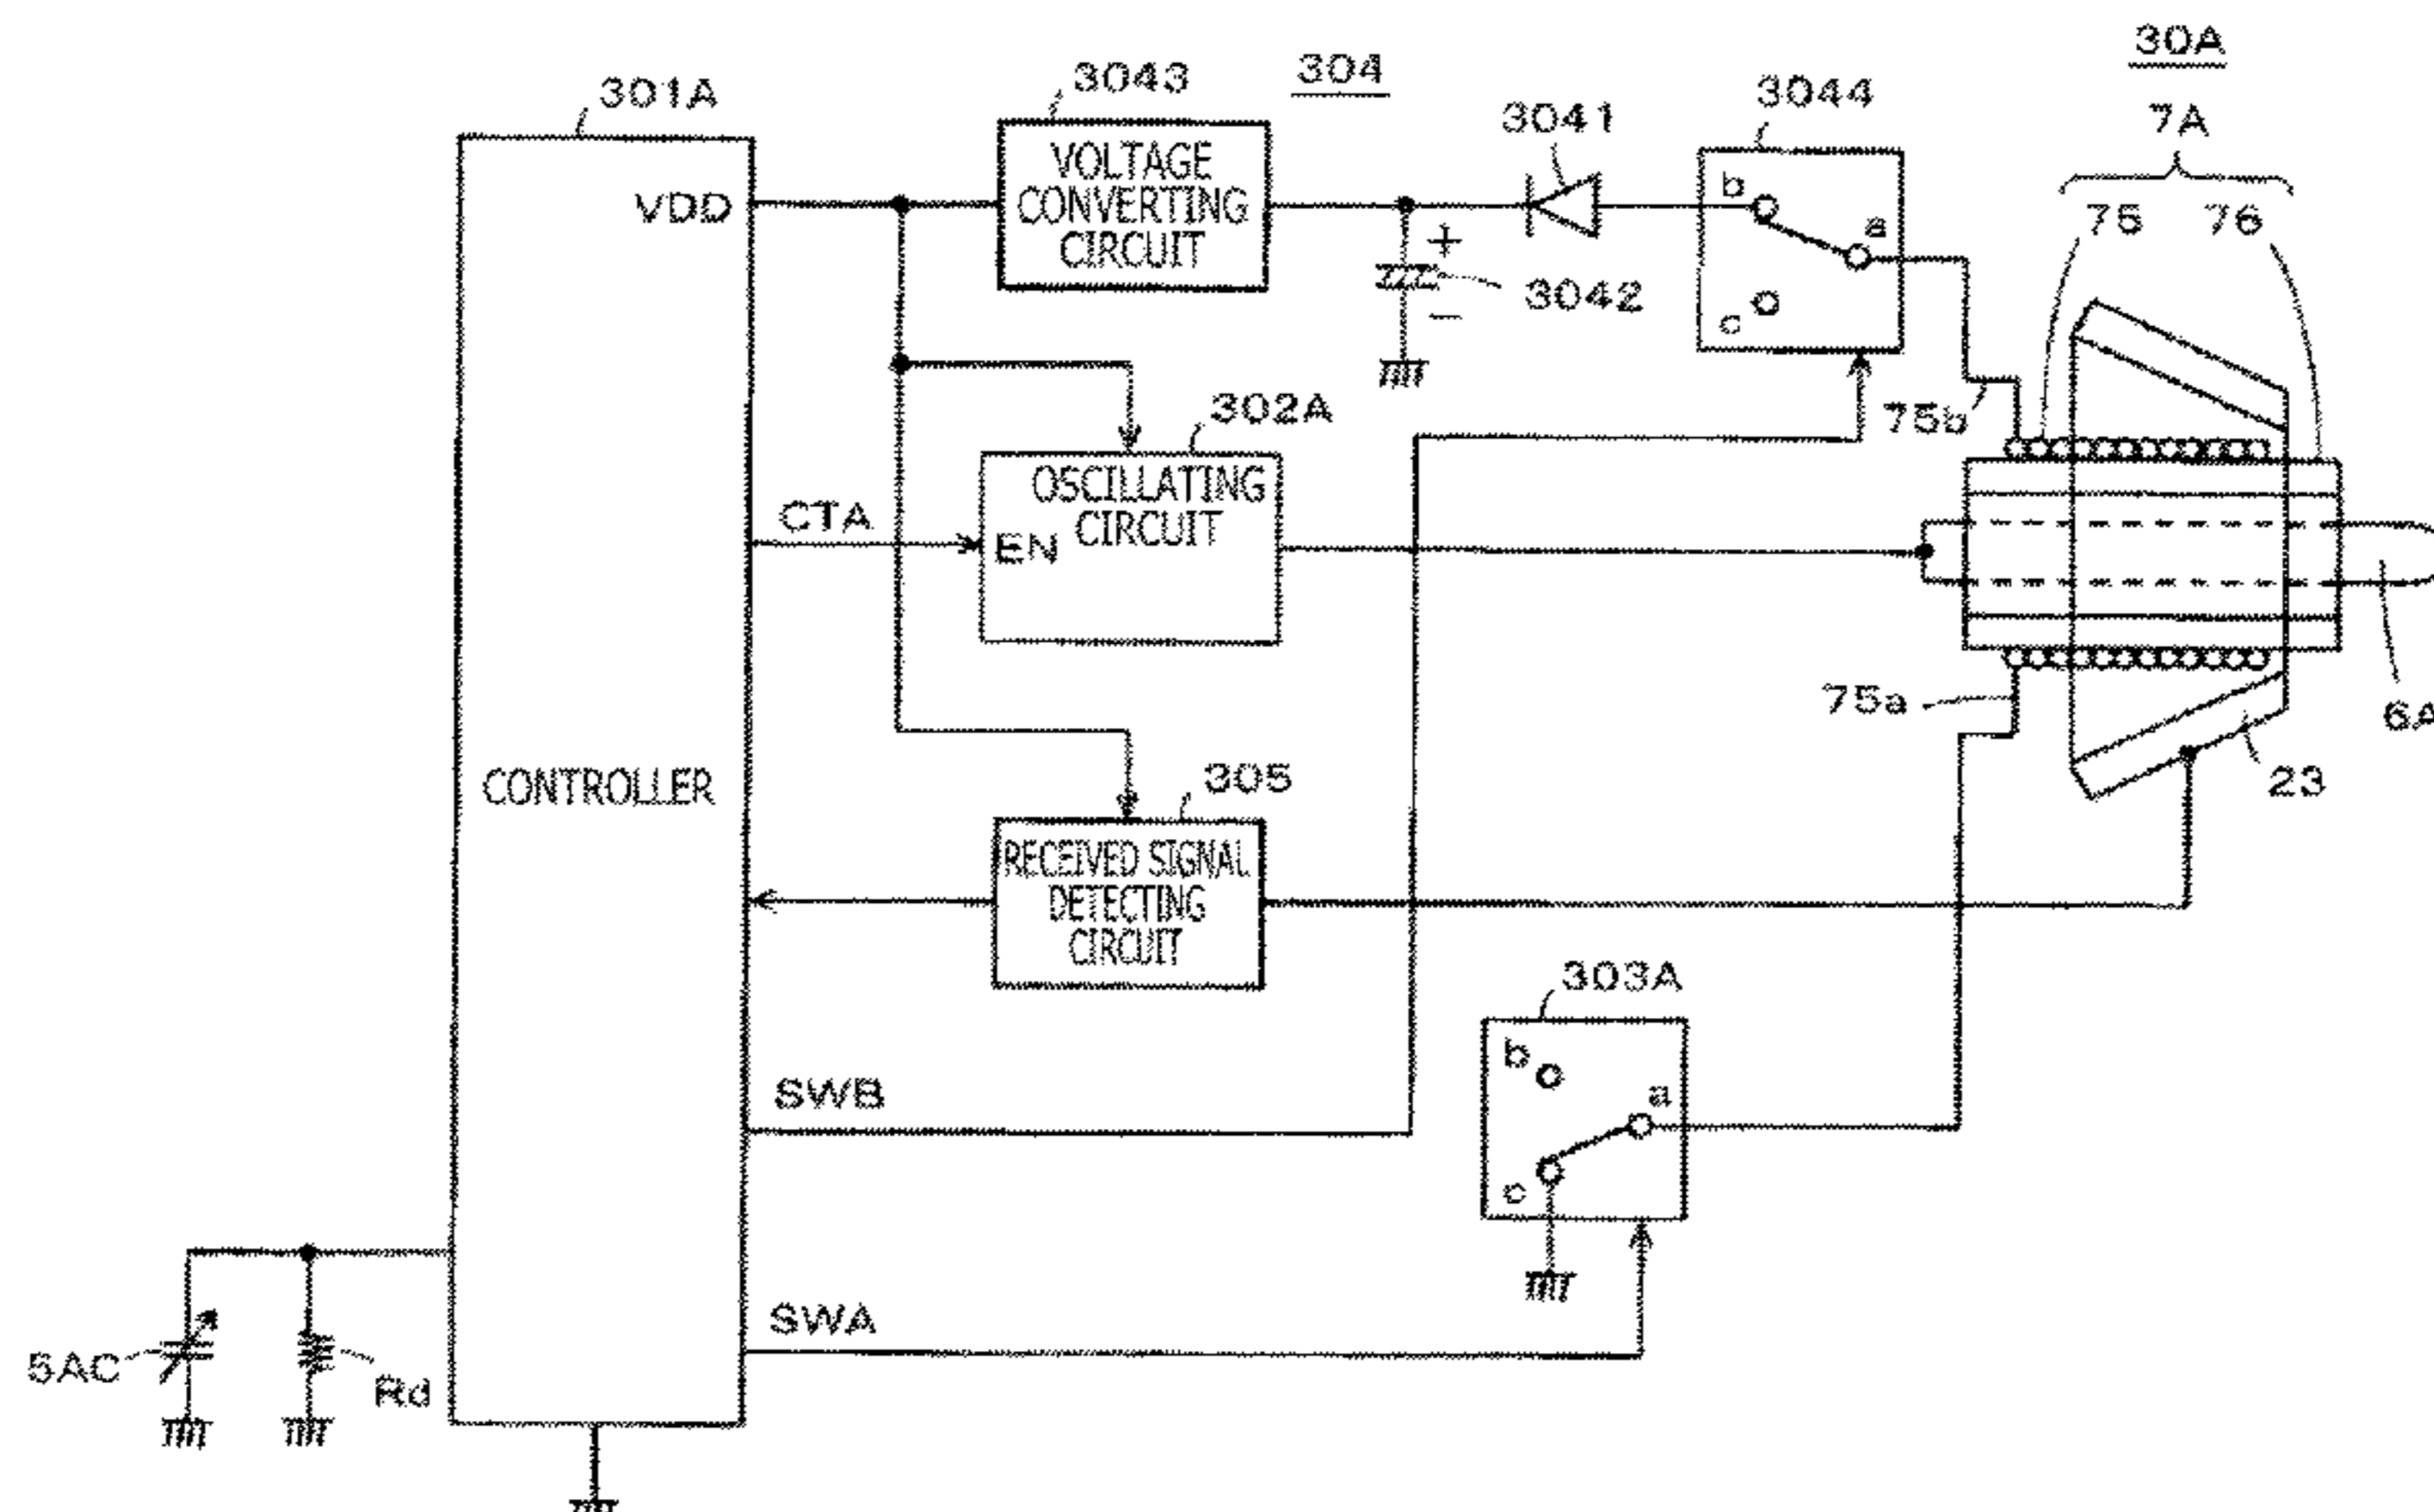 30A
304
3043
301A
3044
7A
3041
VOLTAGE
CONVERTING
CIRCUIT
VDD
b
a
c
75 76
+
3042
−
302A
75b
OSCILLATING
CIRCUIT
CTA
EN
75a
6A
23
305
CONTROLLER
RECEIVED SIGNAL
DETECTING
CIRCUIT
303A
b
a
c
SWB
SWA
5AC
Rd